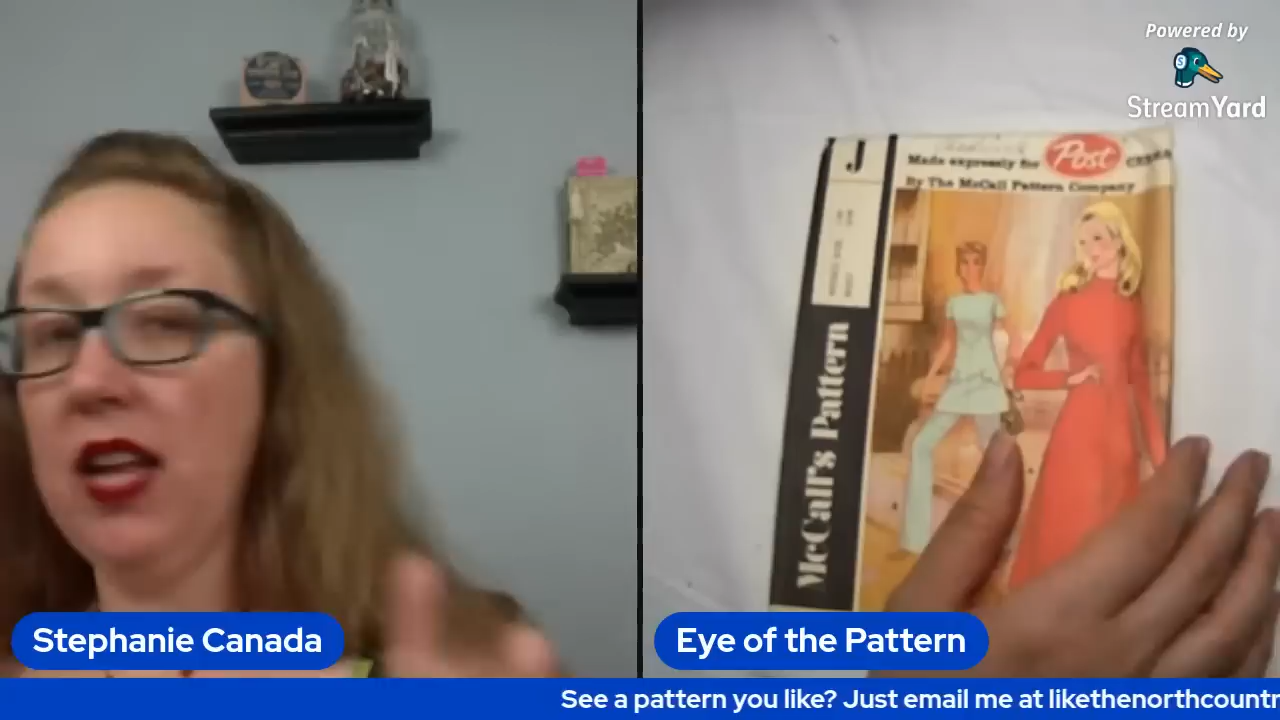 Powered by
StreamYard
J
Made expressly for Post
By The McCall Pattern Company
McCall's Pattern
Stephanie Canada
Eye of the Pattern
See a pattern you like? Just email me at likethenorthcountr